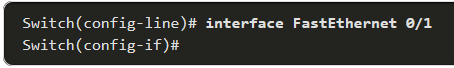 Switch(config-line)# interface FastEthernet 0/1
Switch(config-if)#